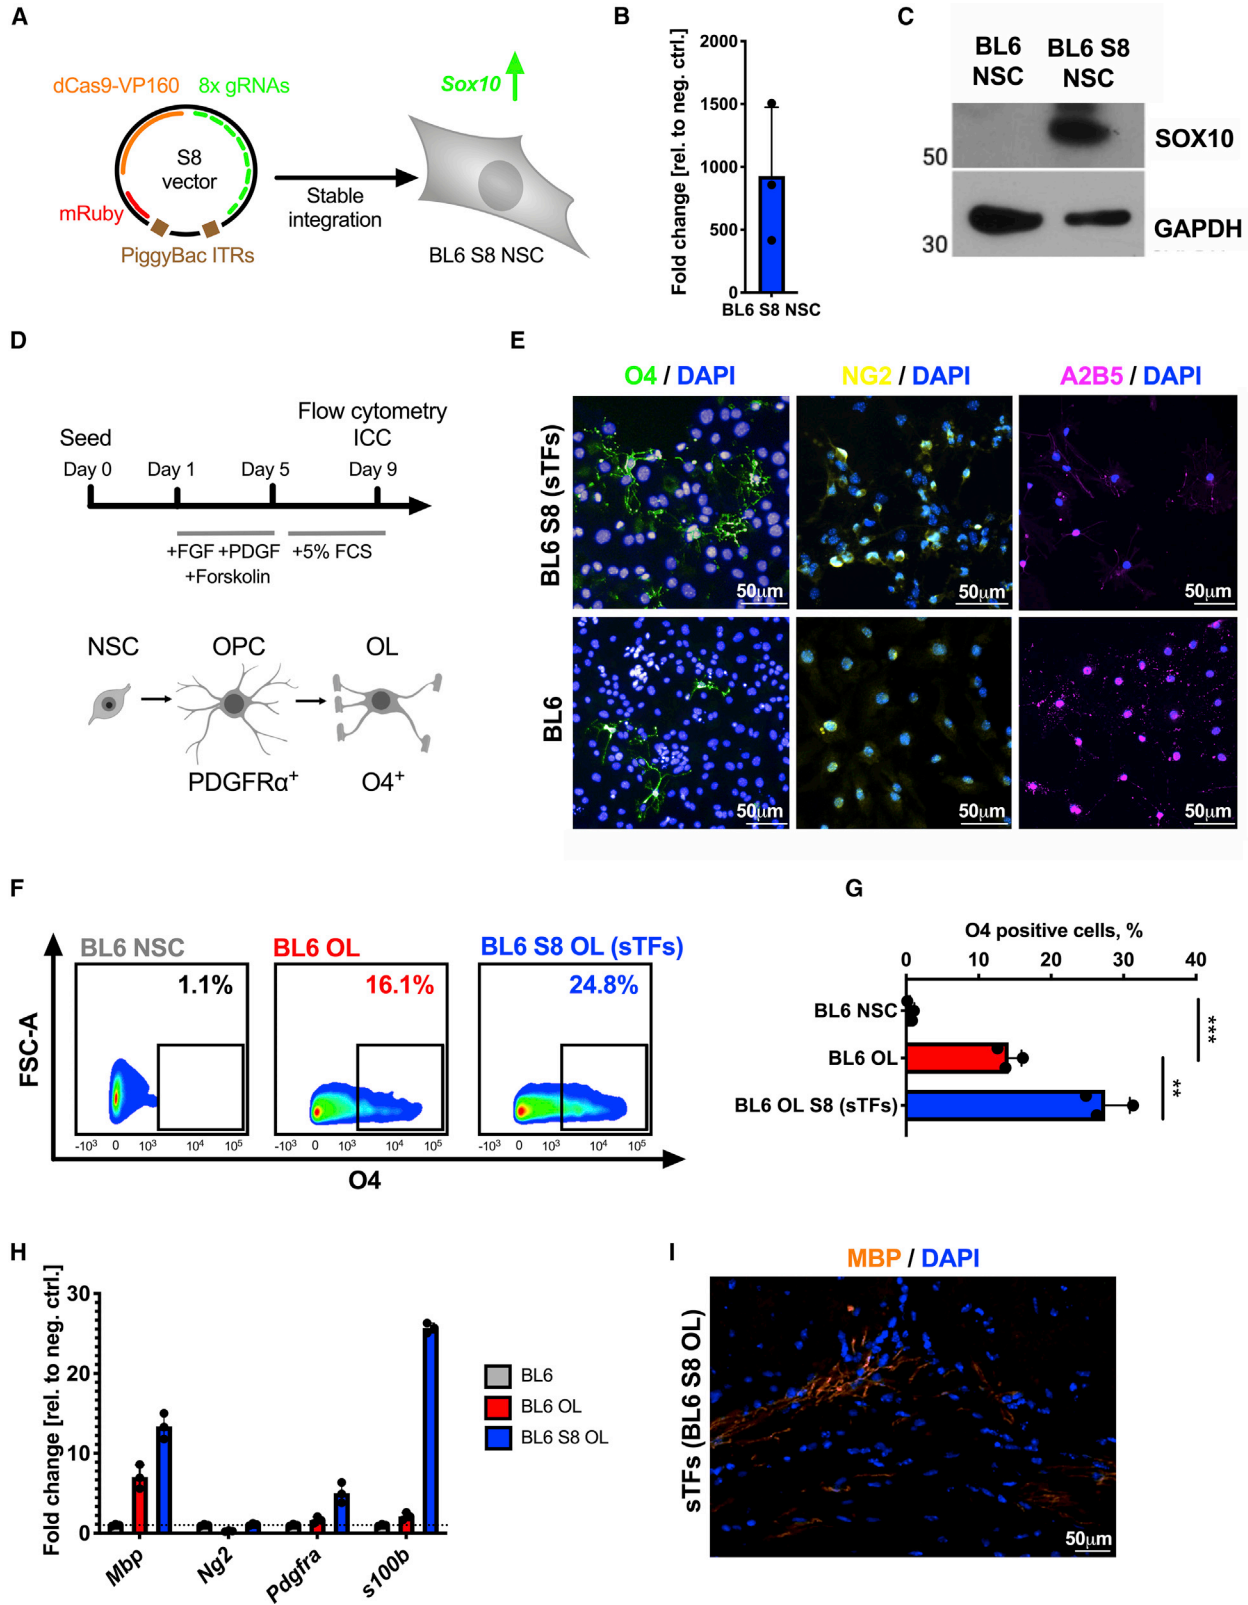 A
dCas9-VP160 8x gRNAs
S8
vector
mRuby
PiggyBac ITRs
Stable
integration
Sox10
BL6 S8 NSC
B
Fold change [rel. to neg. ctrl.]
2000
1500
1000
500
0
BL6 S8 NSC
C
BL6
NSC
BL6 S8
NSC
50
30
SOX10
GAPDH
D
Flow cytometry
Seed ICC
Day 0 Day 1 Day 5 Day 9
+FGF +PDGF +5% FCS
+Forskolin
NSC OPC OL
PDGFRα+ O4+
E
O4 / DAPI NG2 / DAPI A2B5 / DAPI
BL6 S8 (sTFs)
50μm 50μm 50μm
BL6
50μm 50μm 50μm
F
BL6 NSC BL6 OL BL6 S8 OL (sTFs)
1.1% 16.1% 24.8%
FSC-A
-10³ 0 10³ 10⁴ 10⁵ -10³ 0 10³ 10⁴ 10⁵ -10³ 0 10³ 10⁴ 10⁵
O4
G
O4 positive cells, %
0 10 20 30 40
BL6 NSC
BL6 OL
BL6 OL S8 (sTFs)
***
**
H
Fold change [rel. to neg. ctrl.]
30
20
10
0
Mbp Ng2 Pdgfra s100b
BL6
BL6 OL
BL6 S8 OL
I
MBP / DAPI
sTFs (BL6 S8 OL)
50μm